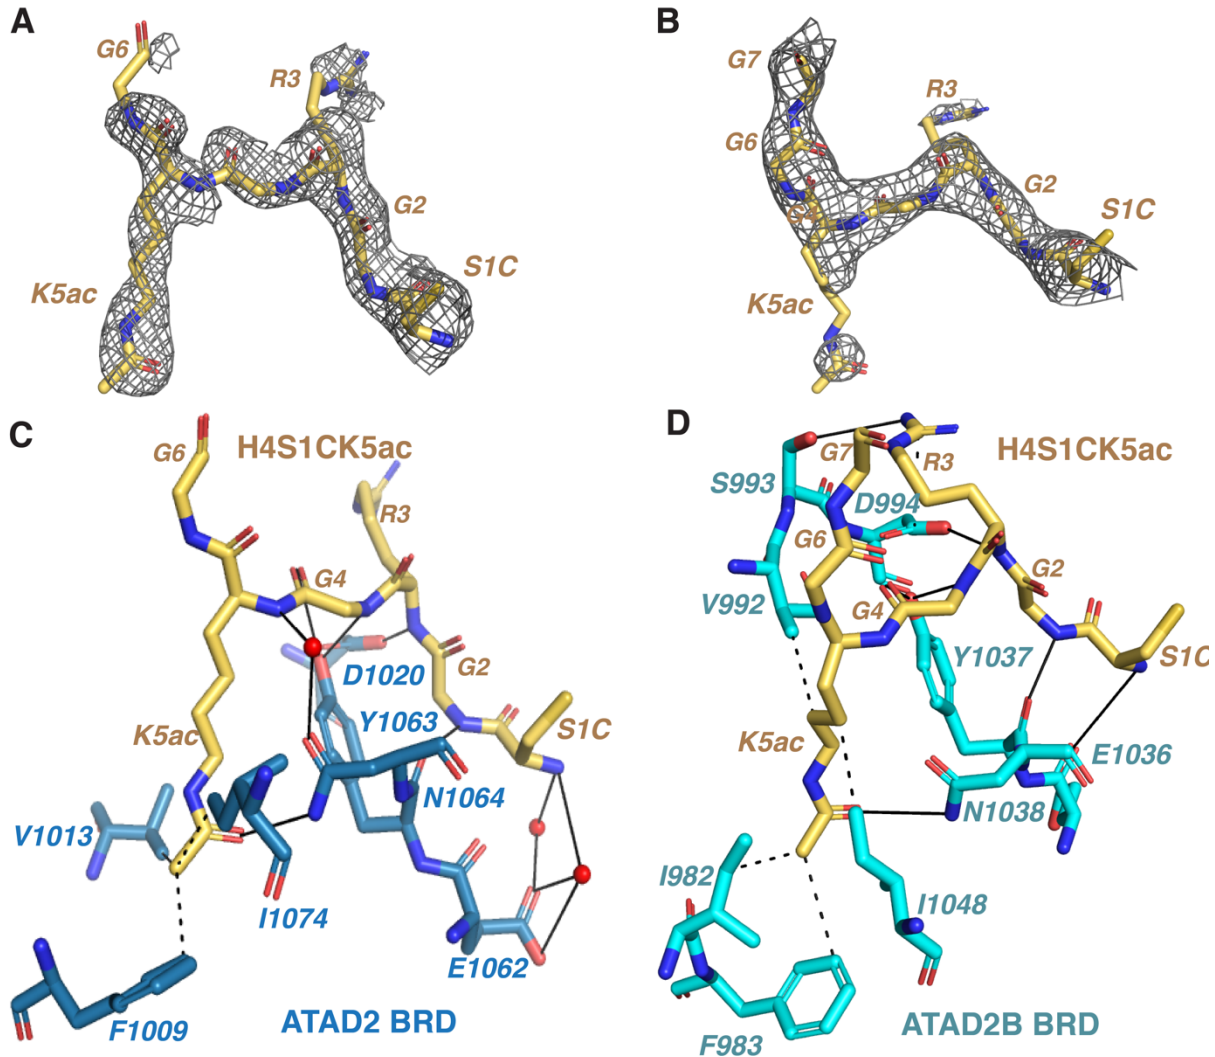 A
G6
R3
G2
S1C
K5ac
B
G7
R3
G6
G2
G4
S1C
K5ac
C
H4S1CK5ac
G6
R3
G4
D1020
G2
Y1063
K5ac
S1C
N1064
V1013
I1074
E1062
F1009
ATAD2 BRD
D
H4S1CK5ac
G7
R3
S993
D994
G6
G2
V992
G4
Y1037
S1C
K5ac
E1036
N1038
I982
I1048
F983
ATAD2B BRD